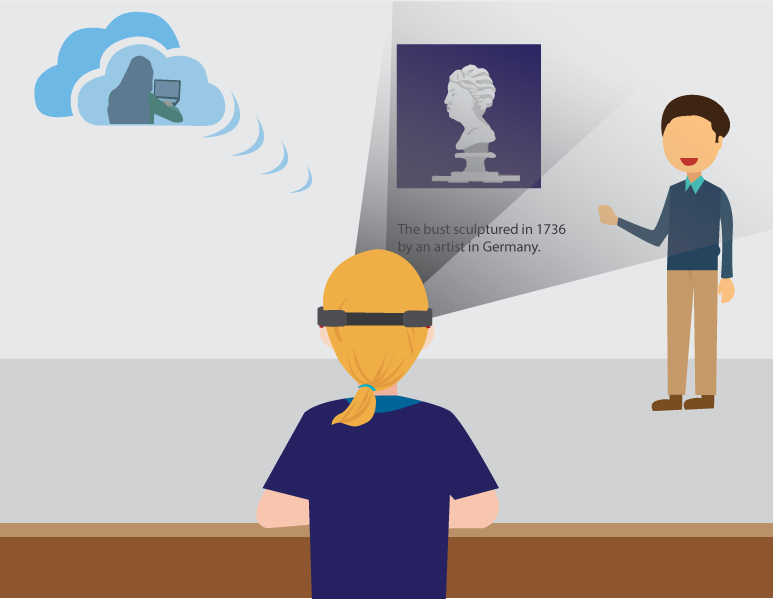 The bust sculptured in 1736
by an artist in Germany.